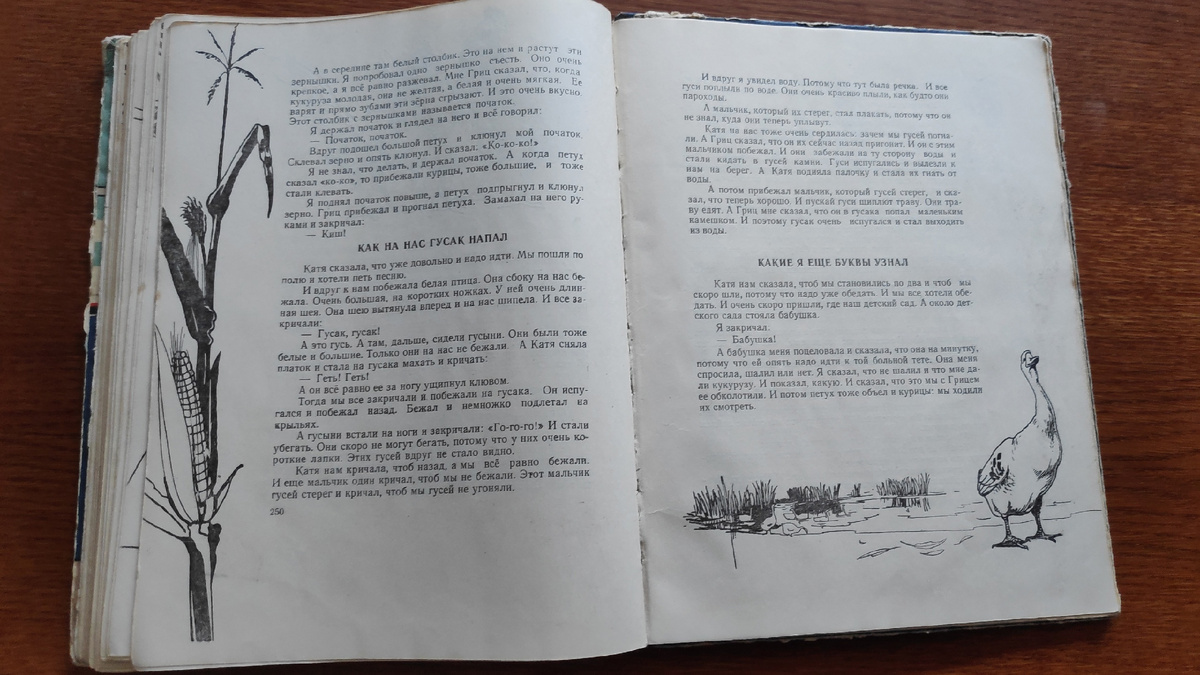 А в середине там белый столбик. Это на нем и растут эти
зернышки. Я попробовал одно зернышко съесть. Оно очень
крепкое, а я всё равно разжевал. Мне Гриц сказал, что, когда
кукуруза молодая, она не желтая, а белая и очень мягкая. Ее
варят и прямо зубами эти зёрна сгрызают. И это очень вкусно.
Этот столбик с зернышками называется початок.
Я держал початок и глядел на него и всё говорил:
— Початок, початок.
Вдруг подошел большой петух и клюнул мой початок.
Склевал зерно и опять клюнул. И сказал: «Ко-ко-ко!»
Я не знал, что делать, и держал початок. А когда петух
сказал «ко-ко», то прибежали курицы, тоже большие, и тоже
стали клевать.
Я поднял початок повыше, а петух подпрыгнул и клюнул
зерно. Гриц прибежал и прогнал петуха. Замахал на него ру-
ками и закричал:
— Киш!
КАК НА НАС ГУСАК НАПАЛ
Катя сказала, что уже довольно и надо идти. Мы пошли по
полю и хотели петь песню.
И вдруг к нам побежала белая птица. Она сбоку на нас бе-
жала. Очень большая, на коротких ножках. У ней очень длин-
ная шея. Она шею вытянула вперед и на нас шипела. И все за-
кричали:
— Гусак, гусак!
А это гусь. А там, дальше, сидели гусыни. Они были тоже
белые и большие. Только они на нас не бежали. А Катя сняла
платок и стала на гусака махать и кричать:
— Геть! Геть!
А он всё равно ее за ногу ущипнул клювом.
Тогда мы все закричали и побежали на гусака. Он испу-
гался и побежал назад. Бежал и немножко подлетал на
крыльях.
А гусыни встали на ноги и закричали: «Го-го-го!» И стали
убегать. Они скоро не могут бегать, потому что у них очень ко-
роткие лапки. Этих гусей вдруг не стало видно.
Катя нам кричала, чтоб назад, а мы всё равно бежали.
И еще мальчик один кричал, чтоб мы не бежали. Этот мальчик
гусей стерег и кричал, чтоб мы гусей не угоняли.
250
И вдруг я увидел воду. Потому что тут была речка. И все
гуси поплыли по воде. Они очень красиво плыли, как будто они
пароходы.
А мальчик, который их стерег, стал плакать, потому что он
не знал, куда они теперь уплывут.
Катя на нас тоже очень сердилась: зачем мы гусей погна-
ли. А Гриц сказал, что он их сейчас назад пригонит. И он с этим
мальчиком побежал. И они забежали на ту сторону воды и
стали кидать в гусей камни. Гуси испугались и вылезли к
нам на берег. А Катя подняла палочку и стала их гнать от
воды.
А потом прибежал мальчик, который гусей стерег, и ска-
зал, что теперь хорошо. И пускай гуси щиплют траву. Они тра-
ву едят. А Гриц мне сказал, что он в гусака попал маленьким
камешком. И поэтому гусак очень испугался и стал выходить
из воды.
КАКИЕ Я ЕЩЕ БУКВЫ УЗНАЛ
Катя нам сказала, чтоб мы становились по два и чтоб мы
скоро шли, потому что надо уже обедать. И мы все хотели обе-
дать. И очень скоро пришли, где наш детский сад. А около дет-
ского сада стояла бабушка.
Я закричал:
— Бабушка!
А бабушка меня поцеловала и сказала, что она на минутку,
потому что ей опять надо идти к той больной тете. Она меня
спросила, шалил или нет. Я сказал, что не шалил и что мне да-
ли кукурузу. И показал, какую. И сказал, что это мы с Грицем
ее обколотили. И потом петух тоже объел и курицы: мы ходили
их смотреть.